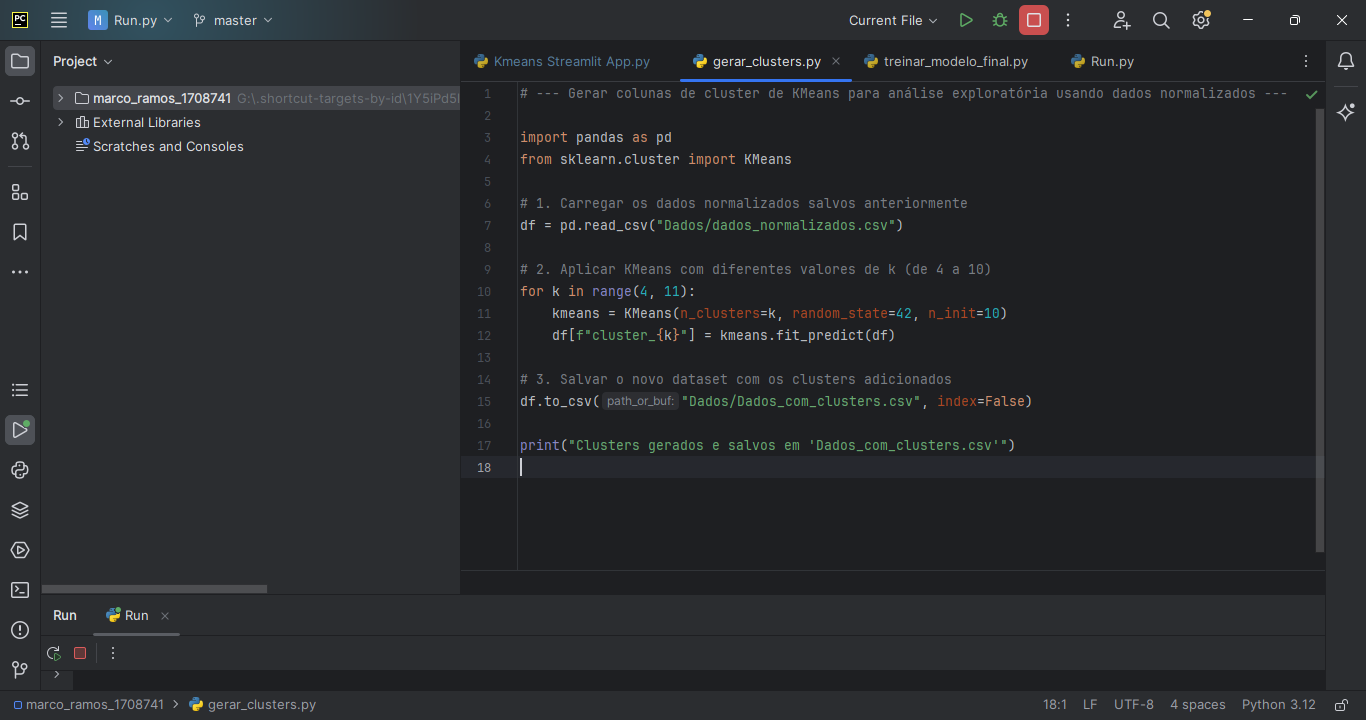 PC
M Run.py master Current File
Project
Kmeans Streamlit App.py gerar_clusters.py treinar_modelo_final.py Run.py
marco_ramos_1708741 G:\.shortcut-targets-by-id\1Y5iPd5
External Libraries
Scratches and Consoles
1 # --- Gerar colunas de cluster de KMeans para análise exploratória usando dados normalizados ---
2
3 import pandas as pd
4 from sklearn.cluster import KMeans
5
6 # 1. Carregar os dados normalizados salvos anteriormente
7 df = pd.read_csv("Dados/dados_normalizados.csv")
8
9 # 2. Aplicar KMeans com diferentes valores de k (de 4 a 10)
10 for k in range(4, 11):
11 kmeans = KMeans(n_clusters=k, random_state=42, n_init=10)
12 df[f"cluster_{k}"] = kmeans.fit_predict(df)
13
14 # 3. Salvar o novo dataset com os clusters adicionados
15 df.to_csv( path_or_buf: "Dados/Dados_com_clusters.csv", index=False)
16
17 print("Clusters gerados e salvos em 'Dados_com_clusters.csv'")
18
Run Run
marco_ramos_1708741 gerar_clusters.py 18:1 LF UTF-8 4 spaces Python 3.12